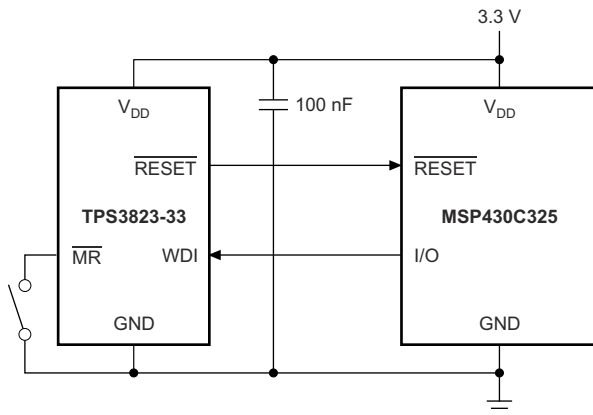 3.3 V
V_DD
100 nF
V_DD
RESET
RESET
TPS3823-33
MSP430C325
MR
WDI
I/O
GND
GND